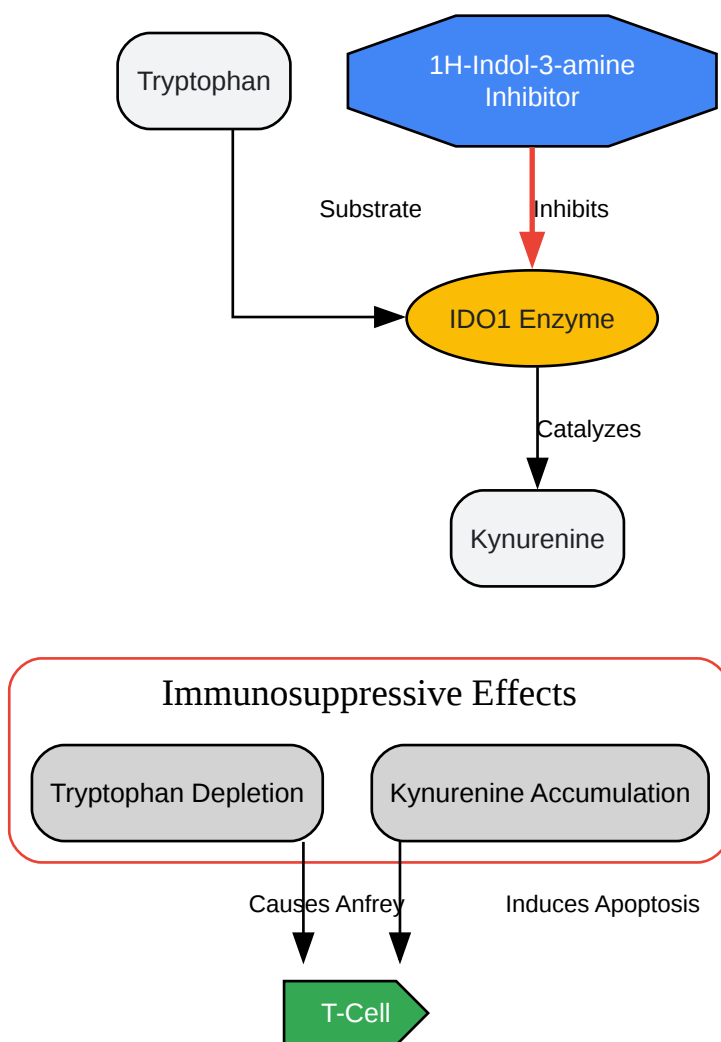 Tryptophan
1H-Indol-3-amine
Inhibitor
Substrate
Inhibits
IDO1 Enzyme
Catalyzes
Kynurenine
Immunosuppressive Effects
Tryptophan Depletion
Kynurenine Accumulation
Causes Anfrey
Induces Apoptosis
T-Cell